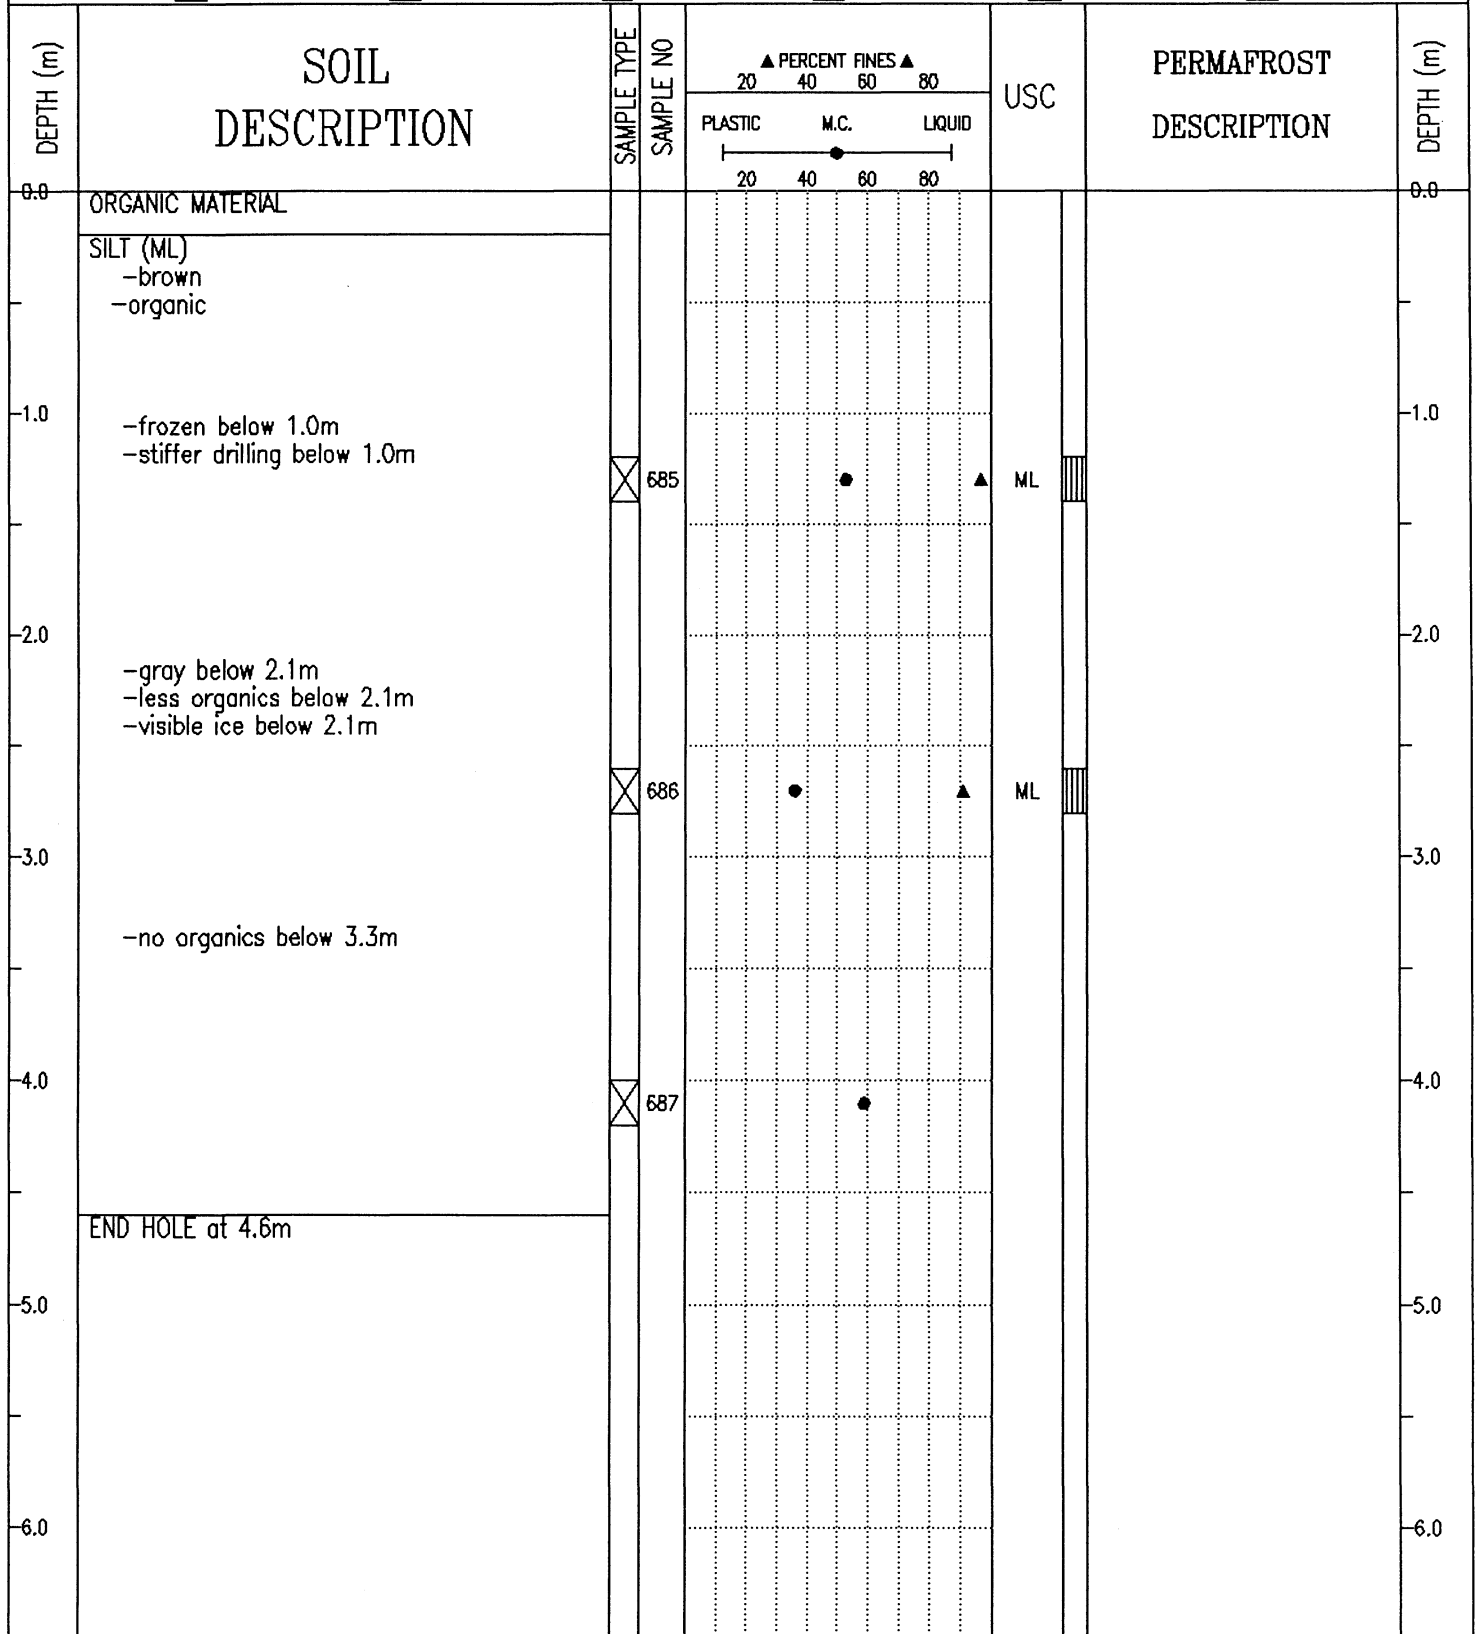 DEPTH (m)
SOIL
DESCRIPTION
SAMPLE TYPE
SAMPLE NO
▲ PERCENT FINES ▲
20 40 60 80
PLASTIC M.C. LIQUID
20 40 60 80
USC
PERMAFROST
DESCRIPTION
DEPTH (m)
0.0 ORGANIC MATERIAL 0.0
SILT (ML)
-brown
-organic
1.0 1.0
-frozen below 1.0m
-stiffer drilling below 1.0m
685 ML
2.0 2.0
-gray below 2.1m
-less organics below 2.1m
-visible ice below 2.1m
686 ML
3.0 3.0
-no organics below 3.3m
4.0 4.0
687
END HOLE at 4.6m
5.0 5.0
6.0 6.0